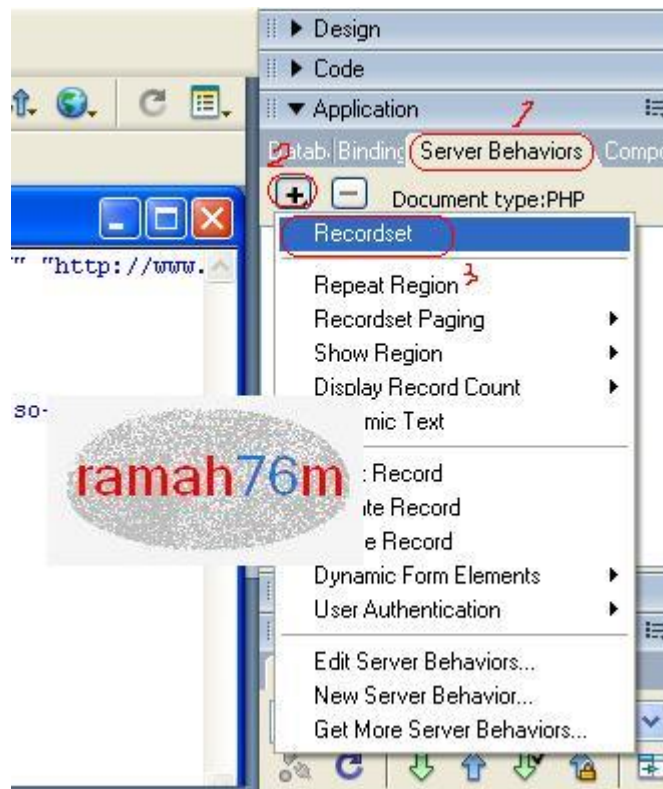 Design
Code
Application
1
Datab Binding Server Behaviors Compo
2
+ − Document type:PHP
Recordset
" "http://www.
3
Repeat Region
Recordset Paging
Show Region
Display Record Count
so-
mic Text
ramah76m
Record
te Record
e Record
Dynamic Form Elements
User Authentication
Edit Server Behaviors...
New Server Behavior...
Get More Server Behaviors...